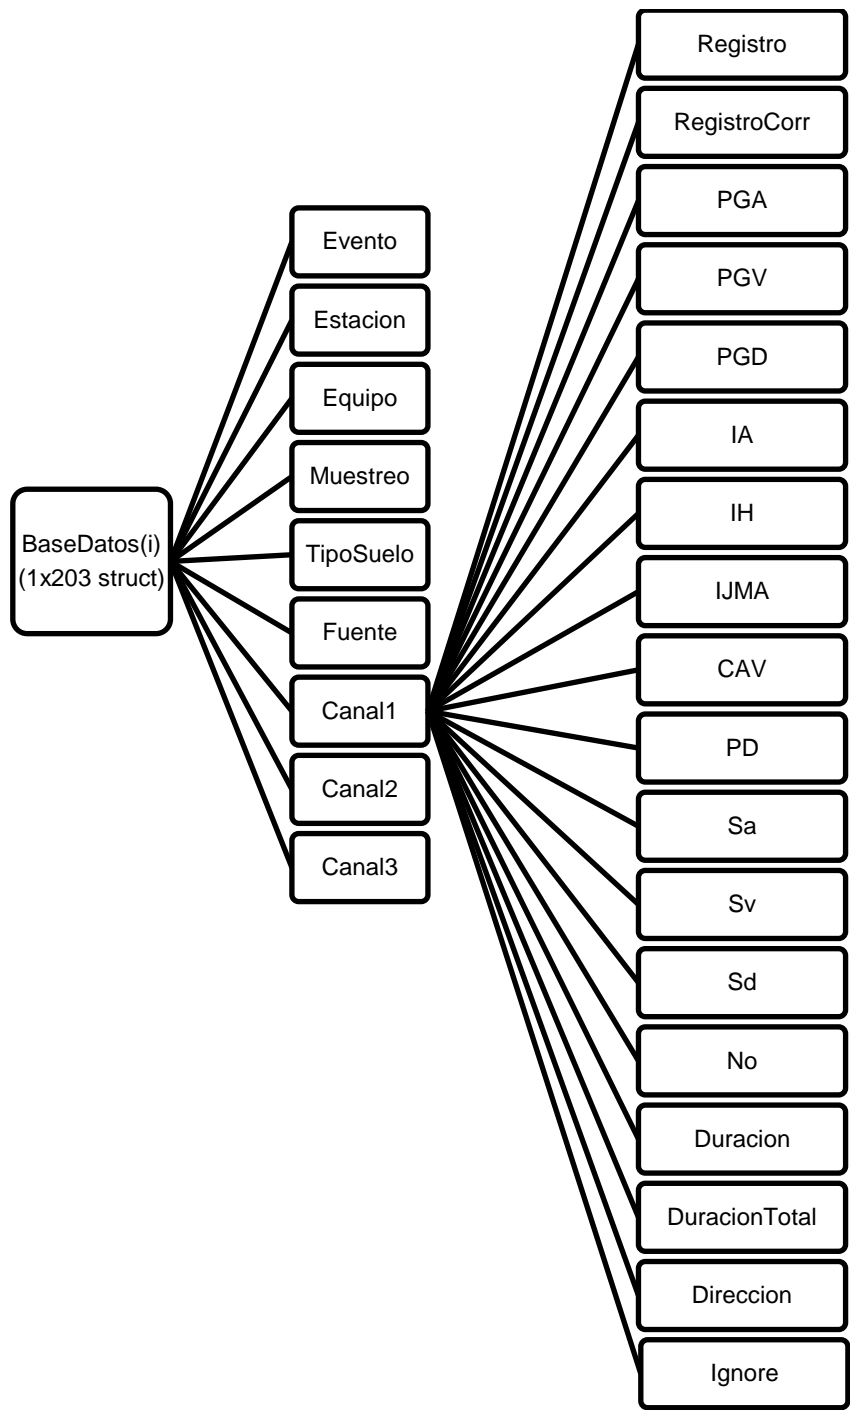 BaseDatos(i)
(1x203 struct)
Evento
Estacion
Equipo
Muestreo
TipoSuelo
Fuente
Canal1
Canal2
Canal3
Registro
RegistroCorr
PGA
PGV
PGD
IA
IH
IJMA
CAV
PD
Sa
Sv
Sd
No
Duracion
DuracionTotal
Direccion
Ignore